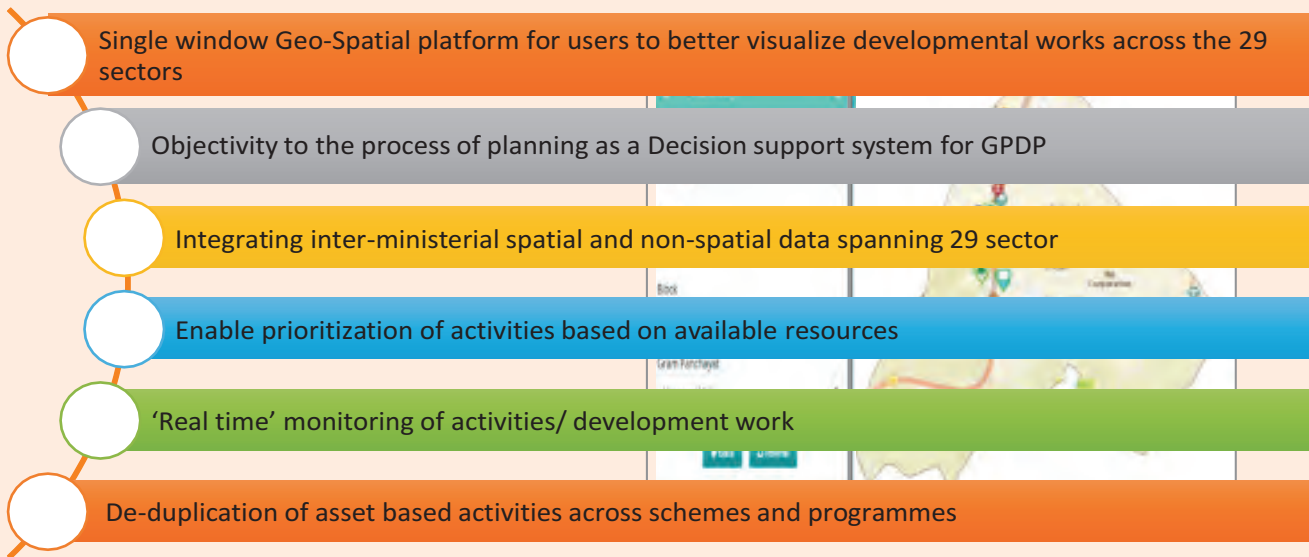 Single window Geo-Spatial platform for users to better visualize developmental works across the 29
sectors
Objectivity to the process of planning as a Decision support system for GPDP
Integrating inter-ministerial spatial and non-spatial data spanning 29 sector
Block
Enable prioritization of activities based on available resources
Gram Panchayat
‘Real time’ monitoring of activities/ development work
De-duplication of asset based activities across schemes and programmes